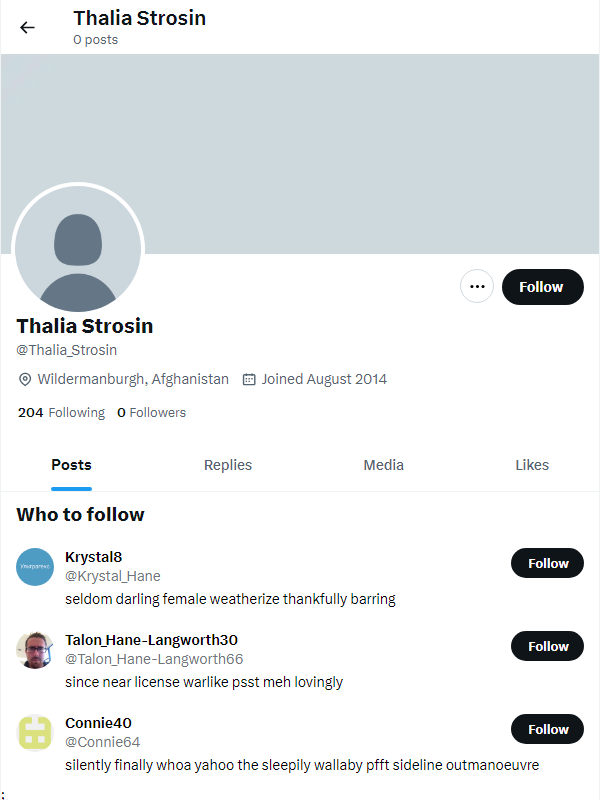 Thalia Strosin
0 posts
Follow
Thalia Strosin
@Thalia_Strosin
Wildermanburgh, Afghanistan Joined August 2014
204 Following 0 Followers
Posts Replies Media Likes
Who to follow
Krystal8
@Krystal_Hane
Follow
seldom darling female weatherize thankfully barring
Talon_Hane-Langworth30
@Talon_Hane-Langworth66
Follow
since near license warlike psst meh lovingly
Connie40
@Connie64
Follow
silently finally whoa yahoo the sleepily wallaby pfft sideline outmanoeuvre
;